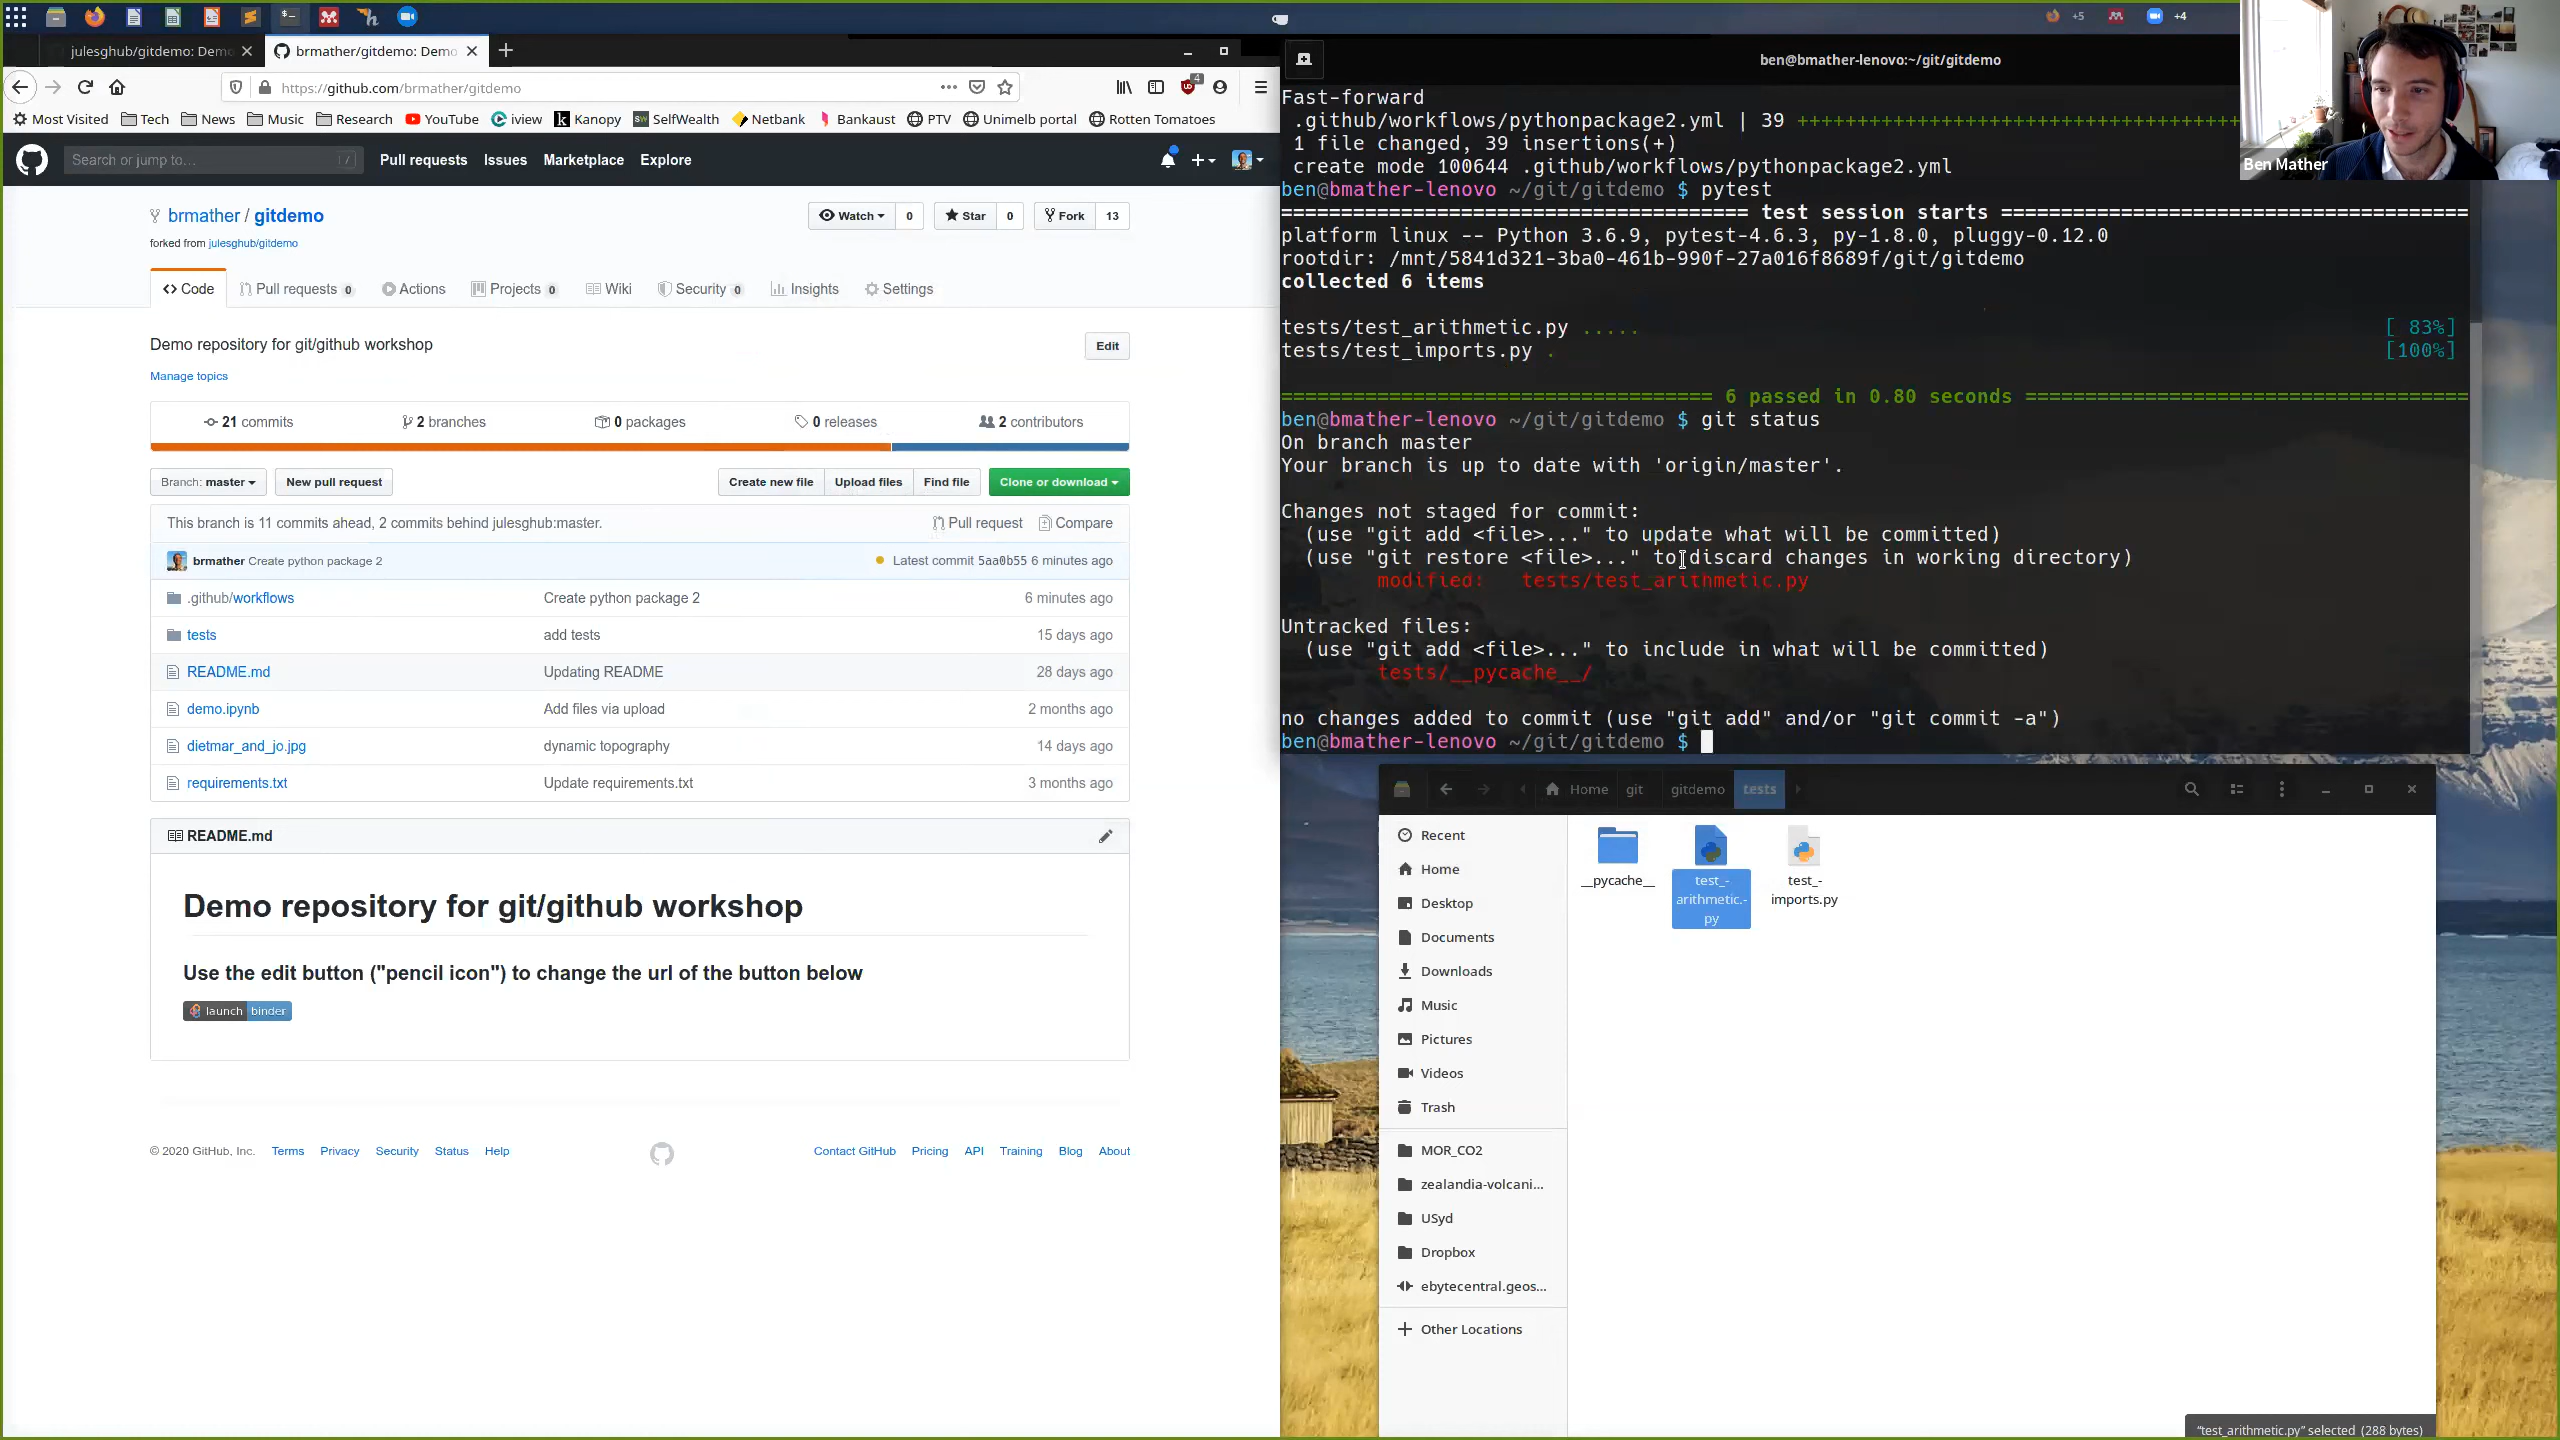 +5
+4
julesghub/gitdemo: Demo
brmather/gitdemo: Demo
https://github.com/brmather/gitdemo
4
Most Visited
Tech
News
Music
Research
YouTube
iview
Kanopy
SelfWealth
Netbank
Bankaust
PTV
Unimelb portal
Rotten Tomatoes
Search or jump to…
/
Pull requests
Issues
Marketplace
Explore
brmather / gitdemo
forked from julesghub/gitdemo
Watch 0
Star 0
Fork 13
Code
Pull requests 0
Actions
Projects 0
Wiki
Security 0
Insights
Settings
Demo repository for git/github workshop
Edit
Manage topics
21 commits
2 branches
0 packages
0 releases
2 contributors
Branch: master
New pull request
Create new file
Upload files
Find file
Clone or download
This branch is 11 commits ahead, 2 commits behind julesghub:master.
Pull request
Compare
brmather Create python package 2
Latest commit 5aa0b55 6 minutes ago
.github/workflows Create python package 2 6 minutes ago
tests add tests 15 days ago
README.md Updating README 28 days ago
demo.ipynb Add files via upload 2 months ago
dietmar_and_jo.jpg dynamic topography 14 days ago
requirements.txt Update requirements.txt 3 months ago
README.md
Demo repository for git/github workshop
Use the edit button ("pencil icon") to change the url of the button below
launch binder
© 2020 GitHub, Inc.
Terms
Privacy
Security
Status
Help
Contact GitHub
Pricing
API
Training
Blog
About
ben@bmather-lenovo:~/git/gitdemo
Fast-forward
.github/workflows/pythonpackage2.yml | 39 +++++++++++++++++++++++++++++++++++++
1 file changed, 39 insertions(+)
create mode 100644 .github/workflows/pythonpackage2.yml
ben@bmather-lenovo ~/git/gitdemo $ pytest
======================================= test session starts =======================================
platform linux -- Python 3.6.9, pytest-4.6.3, py-1.8.0, pluggy-0.12.0
rootdir: /mnt/5841d321-3ba0-461b-990f-27a016f8689f/git/gitdemo
collected 6 items
tests/test_arithmetic.py ..... [ 83%]
tests/test_imports.py . [100%]
==================================== 6 passed in 0.80 seconds =====================================
ben@bmather-lenovo ~/git/gitdemo $ git status
On branch master
Your branch is up to date with 'origin/master'.
Changes not staged for commit:
(use "git add <file>..." to update what will be committed)
(use "git restore <file>..." to discard changes in working directory)
modified: tests/test_arithmetic.py
Untracked files:
(use "git add <file>..." to include in what will be committed)
tests/__pycache__/
no changes added to commit (use "git add" and/or "git commit -a")
ben@bmather-lenovo ~/git/gitdemo $
Ben Mather
Home
git
gitdemo
tests
Recent
Home
Desktop
Documents
Downloads
Music
Pictures
Videos
Trash
MOR_CO2
zealandia-volcani…
USyd
Dropbox
ebytecentral.geos…
Other Locations
__pycache__
test_-
arithmetic.-
py
test_-
imports.py
"test_arithmetic.py" selected (288 bytes)